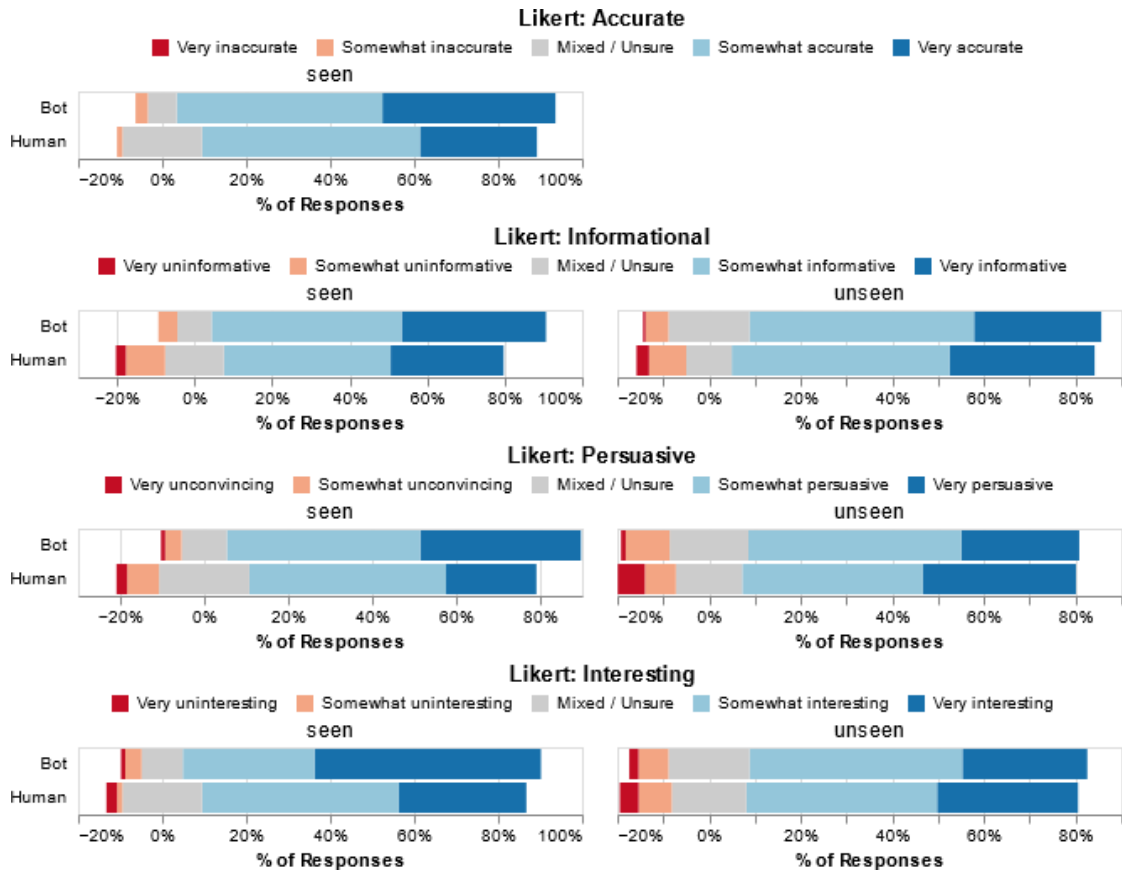 Likert: Accurate
Very inaccurate Somewhat inaccurate Mixed / Unsure Somewhat accurate Very accurate
seen
Bot
Human
−20% 0% 20% 40% 60% 80% 100%
% of Responses
Likert: Informational
Very uninformative Somewhat uninformative Mixed / Unsure Somewhat informative Very informative
seen unseen
Bot
Human
−20% 0% 20% 40% 60% 80% 100% −20% 0% 20% 40% 60% 80%
% of Responses % of Responses
Likert: Persuasive
Very unconvincing Somewhat unconvincing Mixed / Unsure Somewhat persuasive Very persuasive
seen unseen
Bot
Human
−20% 0% 20% 40% 60% 80% −20% 0% 20% 40% 60% 80%
% of Responses % of Responses
Likert: Interesting
Very uninteresting Somewhat uninteresting Mixed / Unsure Somewhat interesting Very interesting
seen unseen
Bot
Human
−20% 0% 20% 40% 60% 80% 100% −20% 0% 20% 40% 60% 80%
% of Responses % of Responses